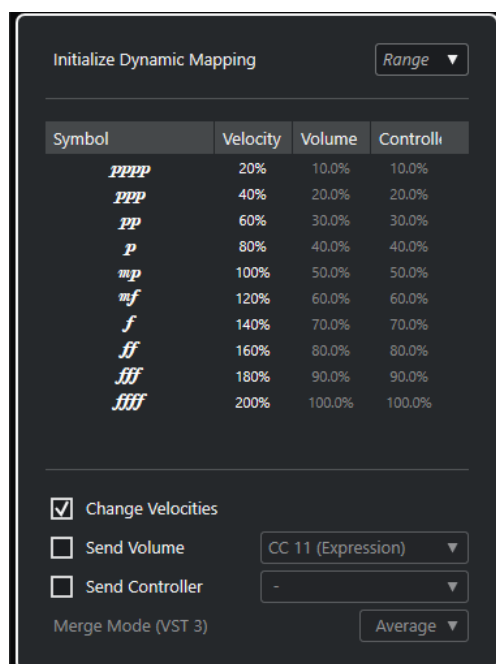 Initialize Dynamic Mapping Range
Symbol Velocity Volume Controlle
pppp 20% 10.0% 10.0%
ppp 40% 20.0% 20.0%
pp 60% 30.0% 30.0%
p 80% 40.0% 40.0%
mp 100% 50.0% 50.0%
mf 120% 60.0% 60.0%
f 140% 70.0% 70.0%
ff 160% 80.0% 80.0%
fff 180% 90.0% 90.0%
ffff 200% 100.0% 100.0%
Change Velocities
Send Volume CC 11 (Expression)
Send Controller -
Merge Mode (VST 3) Average